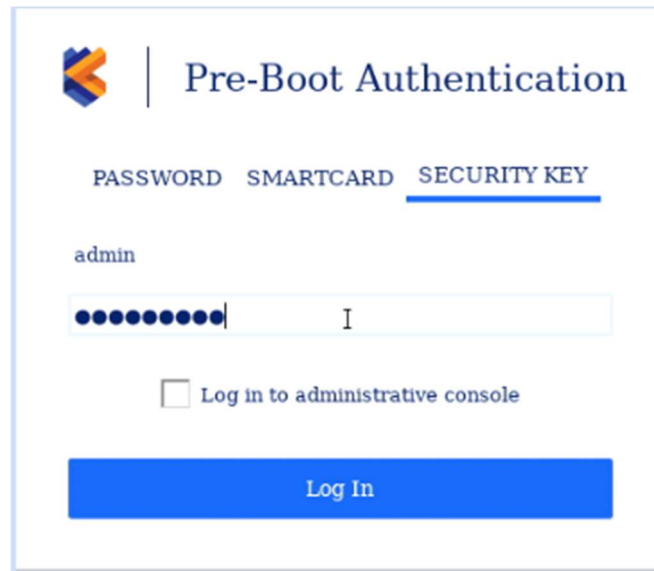 Pre-Boot Authentication
PASSWORD SMARTCARD SECURITY KEY
admin
●●●●●●●●●
Log in to administrative console
Log In